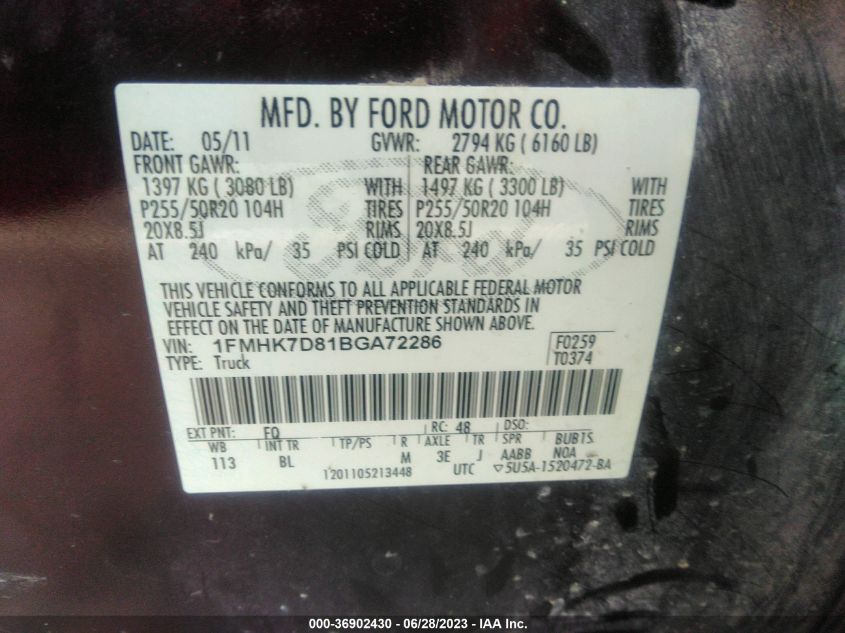 MFD. BY FORD MOTOR CO.
DATE: 05/11 GVWR: 2794 KG ( 6160 LB)
FRONT GAWR: REAR GAWR:
1397 KG ( 3080 LB) WITH 1497 KG ( 3300 LB) WITH
P255/50R20 104H TIRES P255/50R20 104H TIRES
20X8.5J RIMS 20X8.5J RIMS
AT 240 kPa/ 35 PSI COLD AT 240 kPa/ 35 PSI COLD
THIS VEHICLE CONFORMS TO ALL APPLICABLE FEDERAL MOTOR
VEHICLE SAFETY AND THEFT PREVENTION STANDARDS IN
EFFECT ON THE DATE OF MANUFACTURE SHOWN ABOVE.
VIN: 1FMHK7D81BGA72286 F0259
TYPE: Truck T0374
EXT PNT: FQ RC: 48 DSO:
WB INT TR TP/PS R AXLE TR SPR BUBTS
113 BL M 3E J AABB NOA
1201105213448 UTC ▽5U5A-1520472-BA
000-36902430 - 06/28/2023 - IAA Inc.